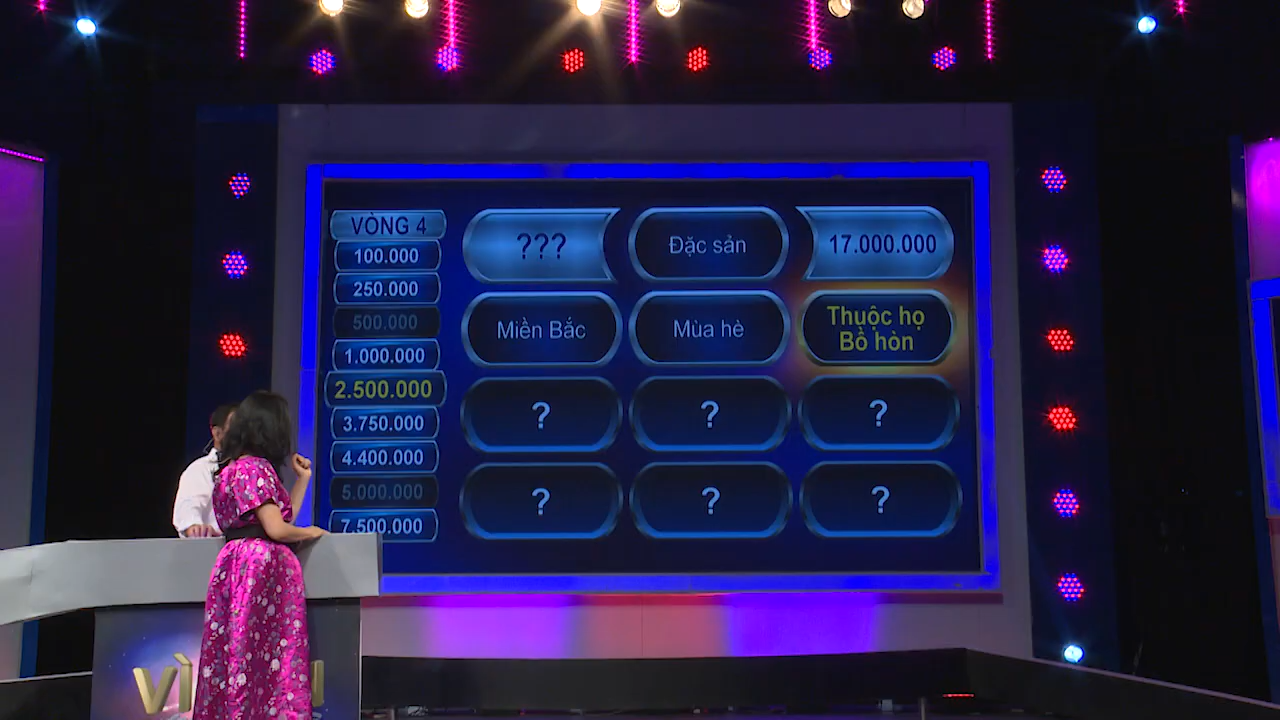 VÒNG 4
100.000
250.000
500.000
1.000.000
2.500.000
3.750.000
4.400.000
5.000.000
7.500.000
???
Đặc sản
17.000.000
Miền Bắc
Mùa hè
Thuộc họ
Bồ hòn
?
?
?
?
?
?
VÌ